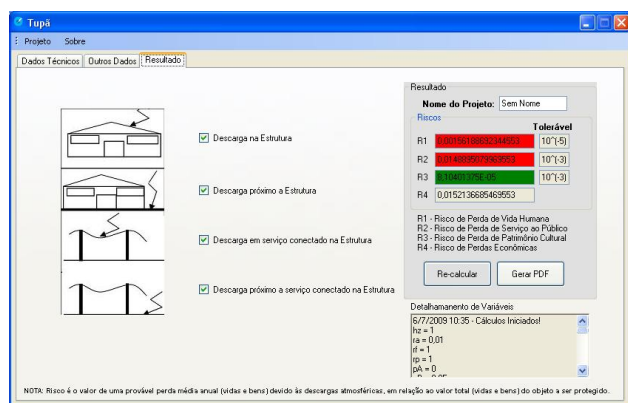 Tupã
Projeto Sobre
Dados Técnicos Outros Dados Resultado
Descarga na Estrutura
Descarga próximo a Estrutura
Descarga em serviço conectado na Estrutura
Descarga próximo a serviço conectado na Estrutura
Resultado
Nome do Projeto: Sem Nome
Riscos
Tolerável
R1 10^(-5)
R2 10^(-3)
R3 10^(-3)
R4 0,0152136685469553
R1 - Risco de Perda de Vida Humana
R2 - Risco de Perda de Serviço ao Público
R3 - Risco de Perda de Patrimônio Cultural
R4 - Risco de Perdas Econômicas
Re-calcular Gerar PDF
Detalhamaneto de Variáveis
6/7/2009 10:35 - Cálculos Iniciados!
hz = 1
ra = 0,01
rf = 1
rp = 1
pA = 0
NOTA: Risco é o valor de uma provável perda média anual (vidas e bens) devido às descargas atmosféricas, em relação ao valor total (vidas e bens) do objeto a ser protegido.